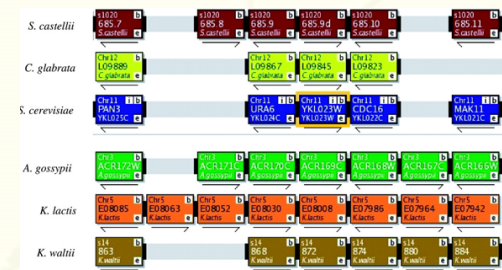 S. castellii
s1020 b 685.7 S.castellii e
s1020 b 685.8 S.castellii e
s1020 b 685.9 S.castellii e
s1020 b 685.9d S.castellii e
s1020 b 685.10 S.castellii e
s1020 b 685.11 S.castellii e
C. glabrata
Chr12 b L09889 C.glabrata e
Chr12 b L09867 C.glabrata e
Chr12 b L09845 C.glabrata e
Chr12 b L09823 C.glabrata e
S. cerevisiae
Chr11 i b PAN3 YKL025C e
Chr11 i b URA6 YKL024C e
Chr11 i b YKL023W YKL023W e
Chr11 i b CDC16 YKL022C e
Chr11 i b MAK11 YKL021C e
A. gossypii
Chr3 b ACR172W A.gossypii e
Chr3 b ACR171C A.gossypii e
Chr3 b ACR170C A.gossypii e
Chr3 b ACR169C A.gossypii e
Chr3 b ACR168W A.gossypii e
Chr3 b ACR167C A.gossypii e
Chr3 b ACR166W A.gossypii e
K. lactis
Chr5 b E08085 K.lactis e
Chr5 b E08063 K.lactis e
Chr5 b E08052 K.lactis e
Chr5 b E08030 K.lactis e
Chr5 b E08008 K.lactis e
Chr5 b E07986 K.lactis e
Chr5 b E07964 K.lactis e
Chr5 b E07942 K.lactis e
K. waltii
s14 b 863 K.waltii e
s14 b 868 K.waltii e
s14 b 872 K.waltii e
s14 b 874 K.waltii e
s14 b 880 K.waltii e
s14 b 884 K.waltii e